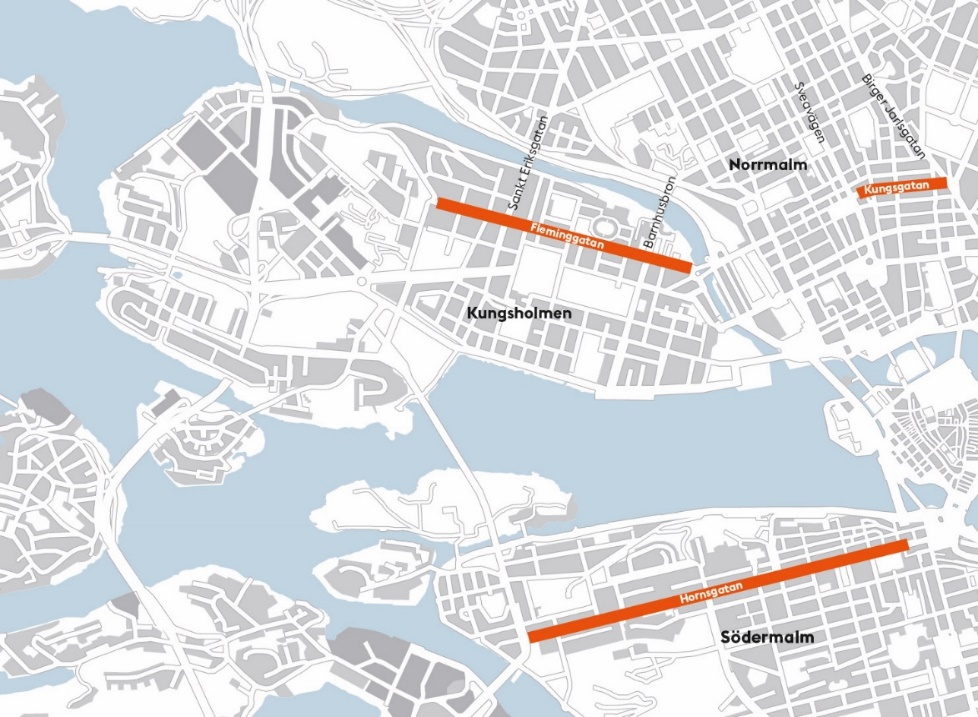 Sveavägen
Birger Jarlsgatan
Sankt Eriksgatan
Norrmalm
Kungsgatan
Barnhusbron
Fleminggatan
Kungsholmen
Hornsgatan
Södermalm